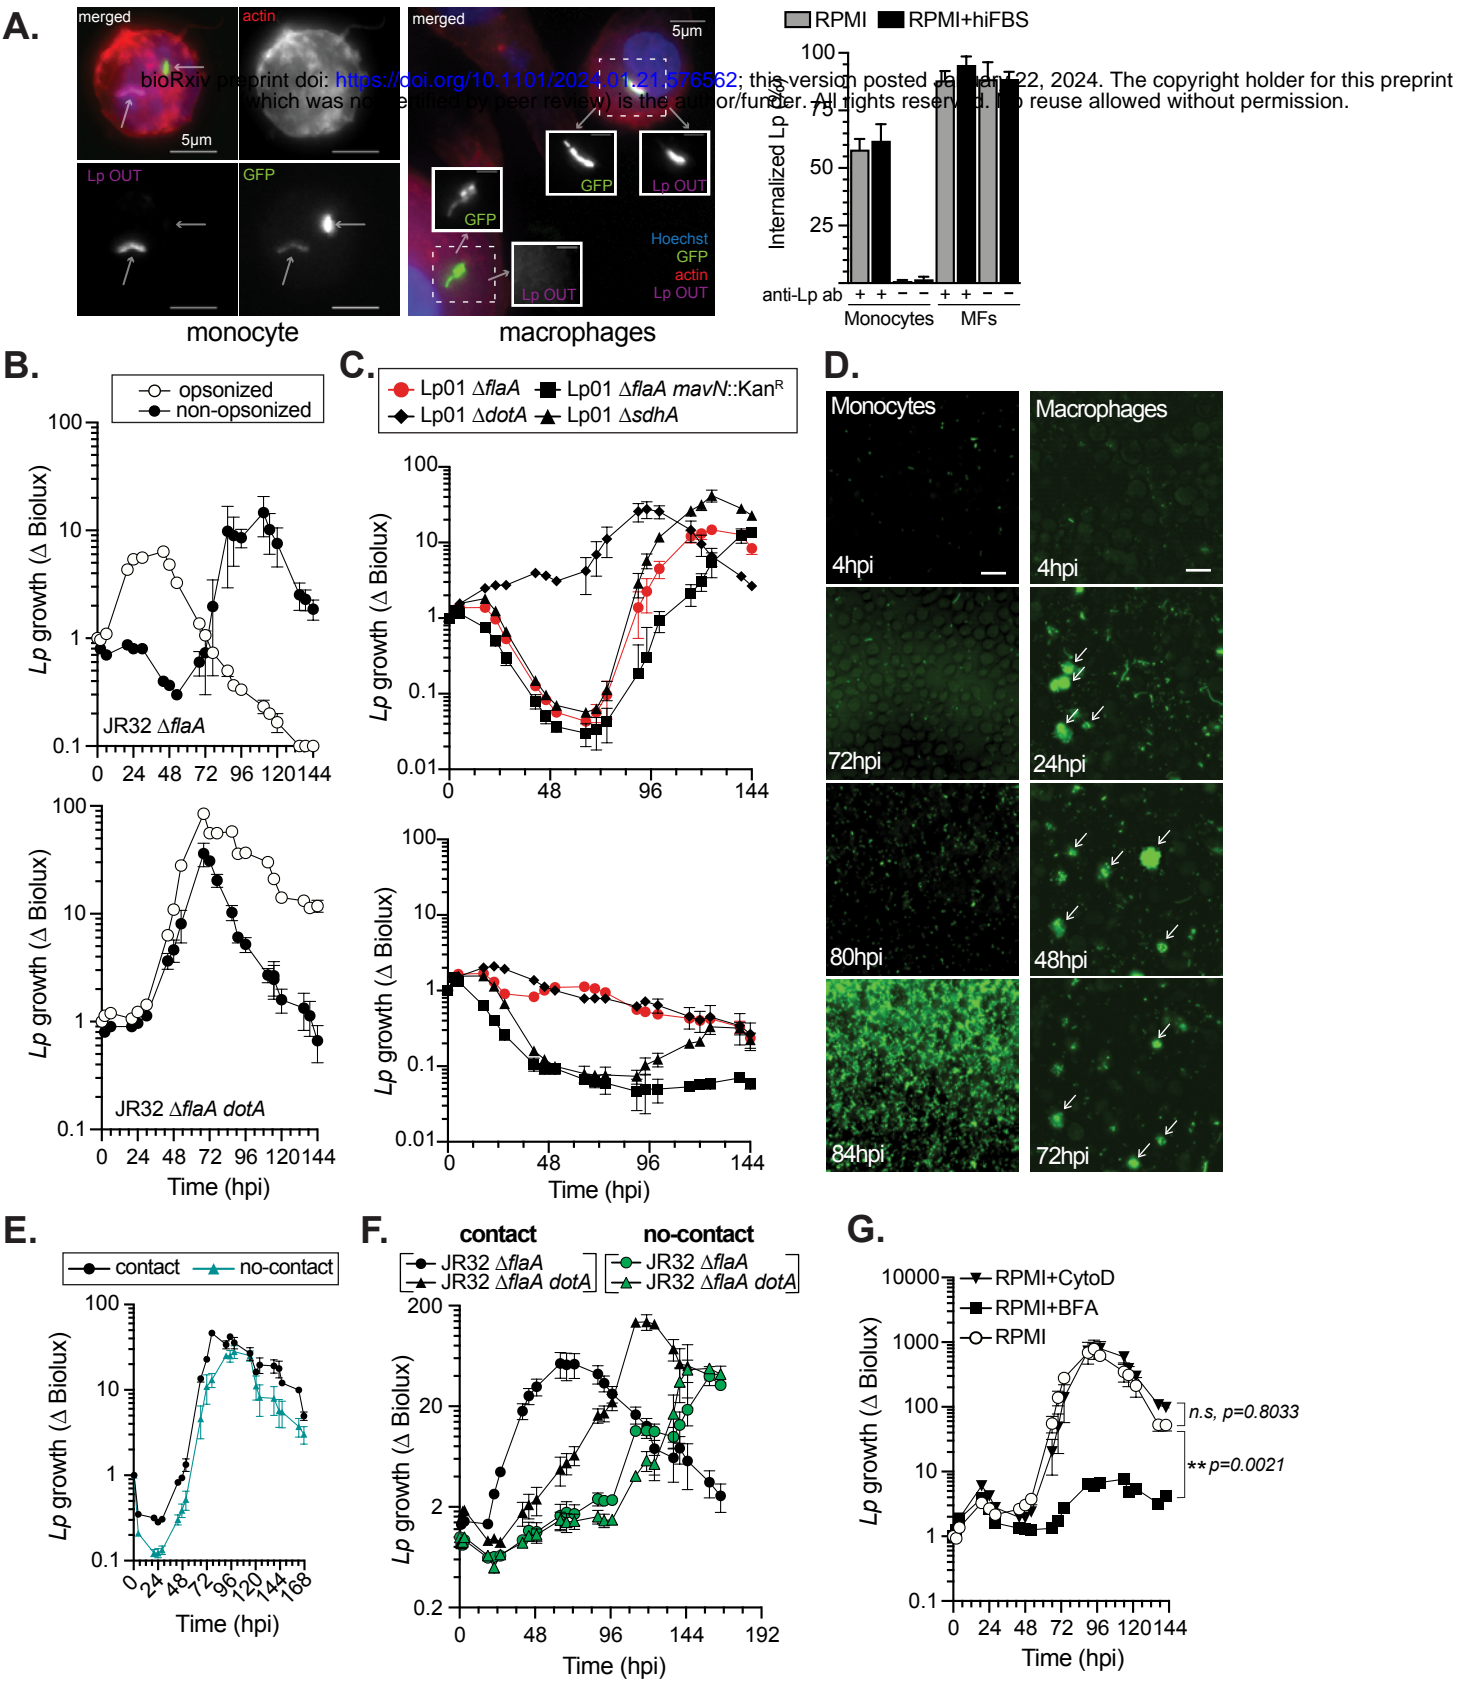 A.
merged
actin
5µm
Lp OUT
GFP
monocyte
merged
5µm
GFP
Lp OUT
GFP
Lp OUT
Hoechst
GFP
actin
Lp OUT
macrophages
RPMI RPMI+hiFBS
Internalized Lp (%)
100
75
50
25
anti-Lp ab + + − − + + − −
Monocytes MFs
bioRxiv preprint doi: https://doi.org/10.1101/2024.01.21.576562; this version posted January 22, 2024. The copyright holder for this preprint
which was not certified by peer review) is the author/funder. All rights reserved. No reuse allowed without permission.
B.
opsonized
non-opsonized
Lp growth (Δ Biolux)
100
10
1
0.1
JR32 ΔflaA
0 24 48 72 96 120 144
Lp growth (Δ Biolux)
100
10
1
0.1
JR32 ΔflaA dotA
0 24 48 72 96 120 144
Time (hpi)
C.
Lp01 ΔflaA Lp01 ΔflaA mavN::KanR
Lp01 ΔdotA Lp01 ΔsdhA
Lp growth (Δ Biolux)
100
10
1
0.1
0.01
0 48 96 144
Lp growth (Δ Biolux)
100
10
1
0.1
0.01
0 48 96 144
Time (hpi)
D.
Monocytes Macrophages
4hpi 4hpi
72hpi 24hpi
80hpi 48hpi
84hpi 72hpi
E.
contact no-contact
Lp growth (Δ Biolux)
100
10
1
0.1
0 24 48 72 96 120 144 168
Time (hpi)
F.
contact no-contact
JR32 ΔflaA JR32 ΔflaA
JR32 ΔflaA dotA JR32 ΔflaA dotA
Lp growth (Δ Biolux)
200
20
2
0.2
0 48 96 144 192
Time (hpi)
G.
RPMI+CytoD
RPMI+BFA
RPMI
Lp growth (Δ Biolux)
10000
1000
100
10
1
0.1
n.s, p=0.8033
** p=0.0021
0 24 48 72 96 120 144
Time (hpi)